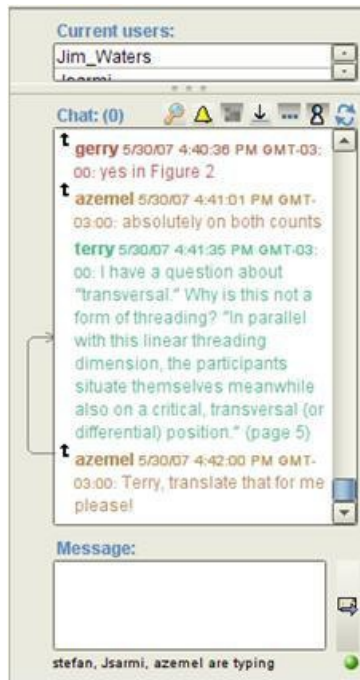 Current users:
Jim_Waters
Jsarmi
Chat: (0)
gerry 5/30/07 4:40:36 PM GMT-03:
00: yes in Figure 2
azemel 5/30/07 4:41:01 PM GMT-
03:00: absolutely on both counts
terry 5/30/07 4:41:35 PM GMT-03:
00: I have a question about
"transversal." Why is this not a
form of threading? "In parallel
with this linear threading
dimension, the participants
situate themselves meanwhile
also on a critical, transversal (or
differential) position." (page 5)
azemel 5/30/07 4:42:00 PM GMT-
03:00: Terry, translate that for me
please!
Message:
stefan, Jsarmi, azemel are typing